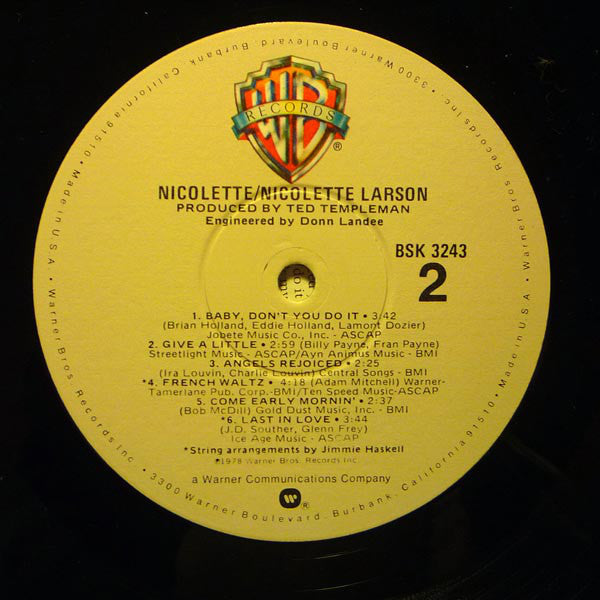 WB
RECORDS
®
NICOLETTE/NICOLETTE LARSON
PRODUCED BY TED TEMPLEMAN
Engineered by Donn Landee
BSK 3243
2
do it
1. BABY, DON'T YOU DO IT • 3:42
(Brian Holland, Eddie Holland, Lamont Dozier)
Jobete Music Co., Inc. - ASCAP
2. GIVE A LITTLE • 2:59 (Billy Payne, Fran Payne)
Streetlight Music - ASCAP/Ayn Animus Music - BMI
3. ANGELS REJOICED • 2:25
(Ira Louvin, Charlie Louvin) Central Songs - BMI
*4. FRENCH WALTZ • 4:18 (Adam Mitchell) Warner-
Tamerlane Pub. Corp.-BMI/Ten Speed Music-ASCAP
5. COME EARLY MORNIN' • 2:37
(Bob McDill) Gold Dust Music, Inc. - BMI
*6. LAST IN LOVE • 3:44
(J.D. Souther, Glenn Frey)
Ice Age Music - ASCAP
*String arrangements by Jimmie Haskell
℗1978 Warner Bros. Records Inc.
a Warner Communications Company
®
• 3300 Warner Boulevard, Burbank, California 91510 • Made in U.S.A. • Warner Bros. Records Inc. • 3300 Warner Boulevard, Burbank, California 91510 • Made in U.S.A. • Warner Bros. Records Inc.